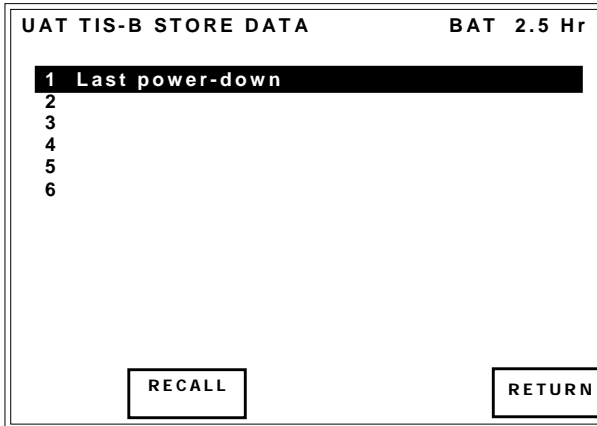 UAT TIS-B STORE DATA BAT 2.5 Hr
1 Last power-down
2
3
4
5
6
RECALL RETURN